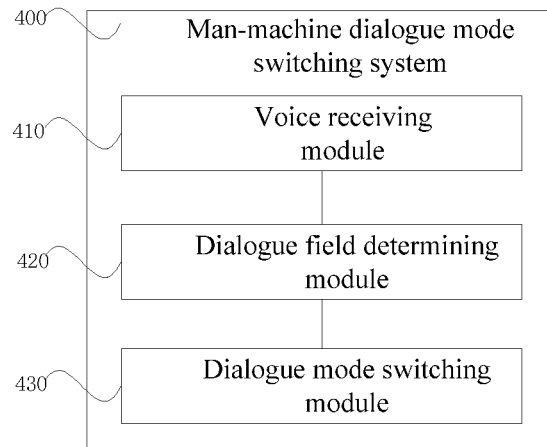 400
Man-machine dialogue mode
switching system
410
Voice receiving
module
420
Dialogue field determining
module
430
Dialogue mode switching
module